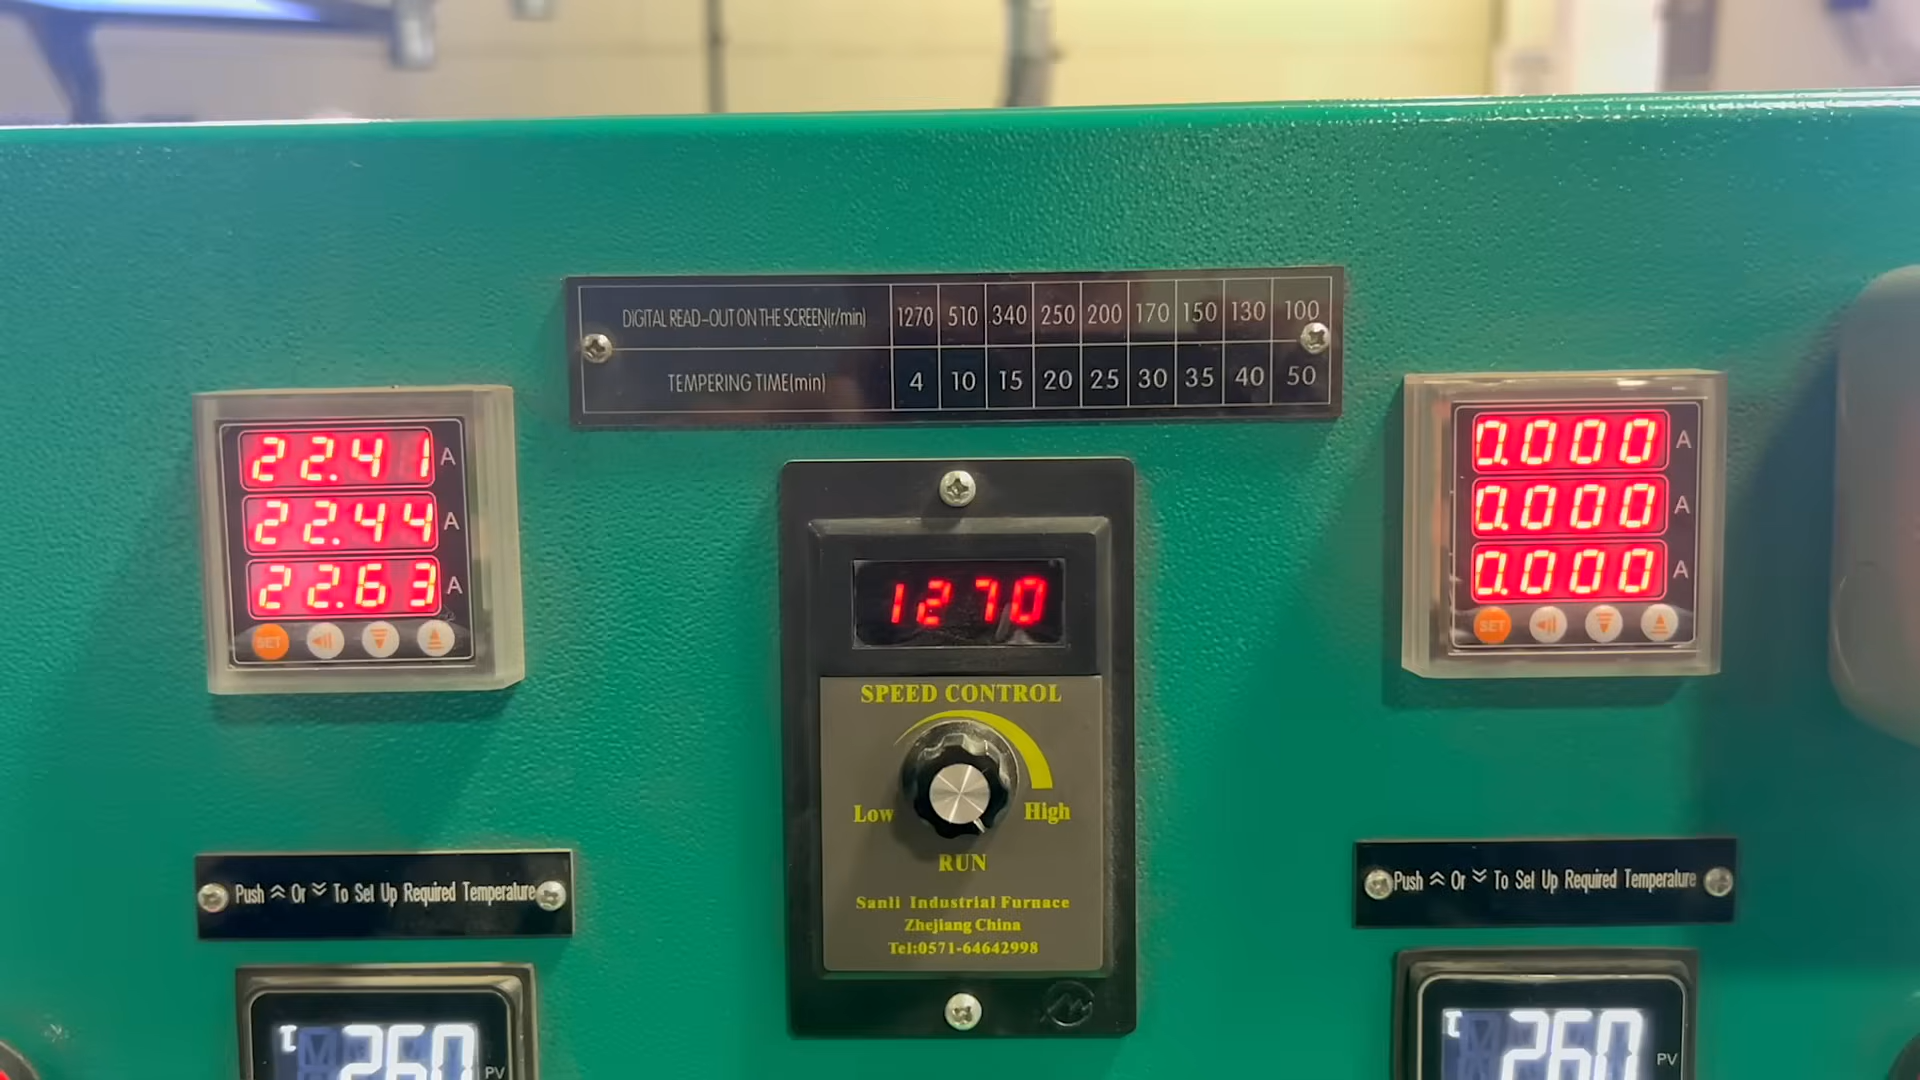 DIGITAL READ-OUT ON THE SCREEN(r/min) 1270 510 340 250 200 170 150 130 100
TEMPERING TIME(min) 4 10 15 20 25 30 35 40 50
22.41 A
22.44 A
22.63 A
SET
1270
SPEED CONTROL
Low High
RUN
Sanli Industrial Furnace
Zhejiang China
Tel:0571-64642998
0.000 A
0.000 A
0.000 A
SET
Push Or To Set Up Required Temperature
260 PV
Push Or To Set Up Required Temperature
260 PV